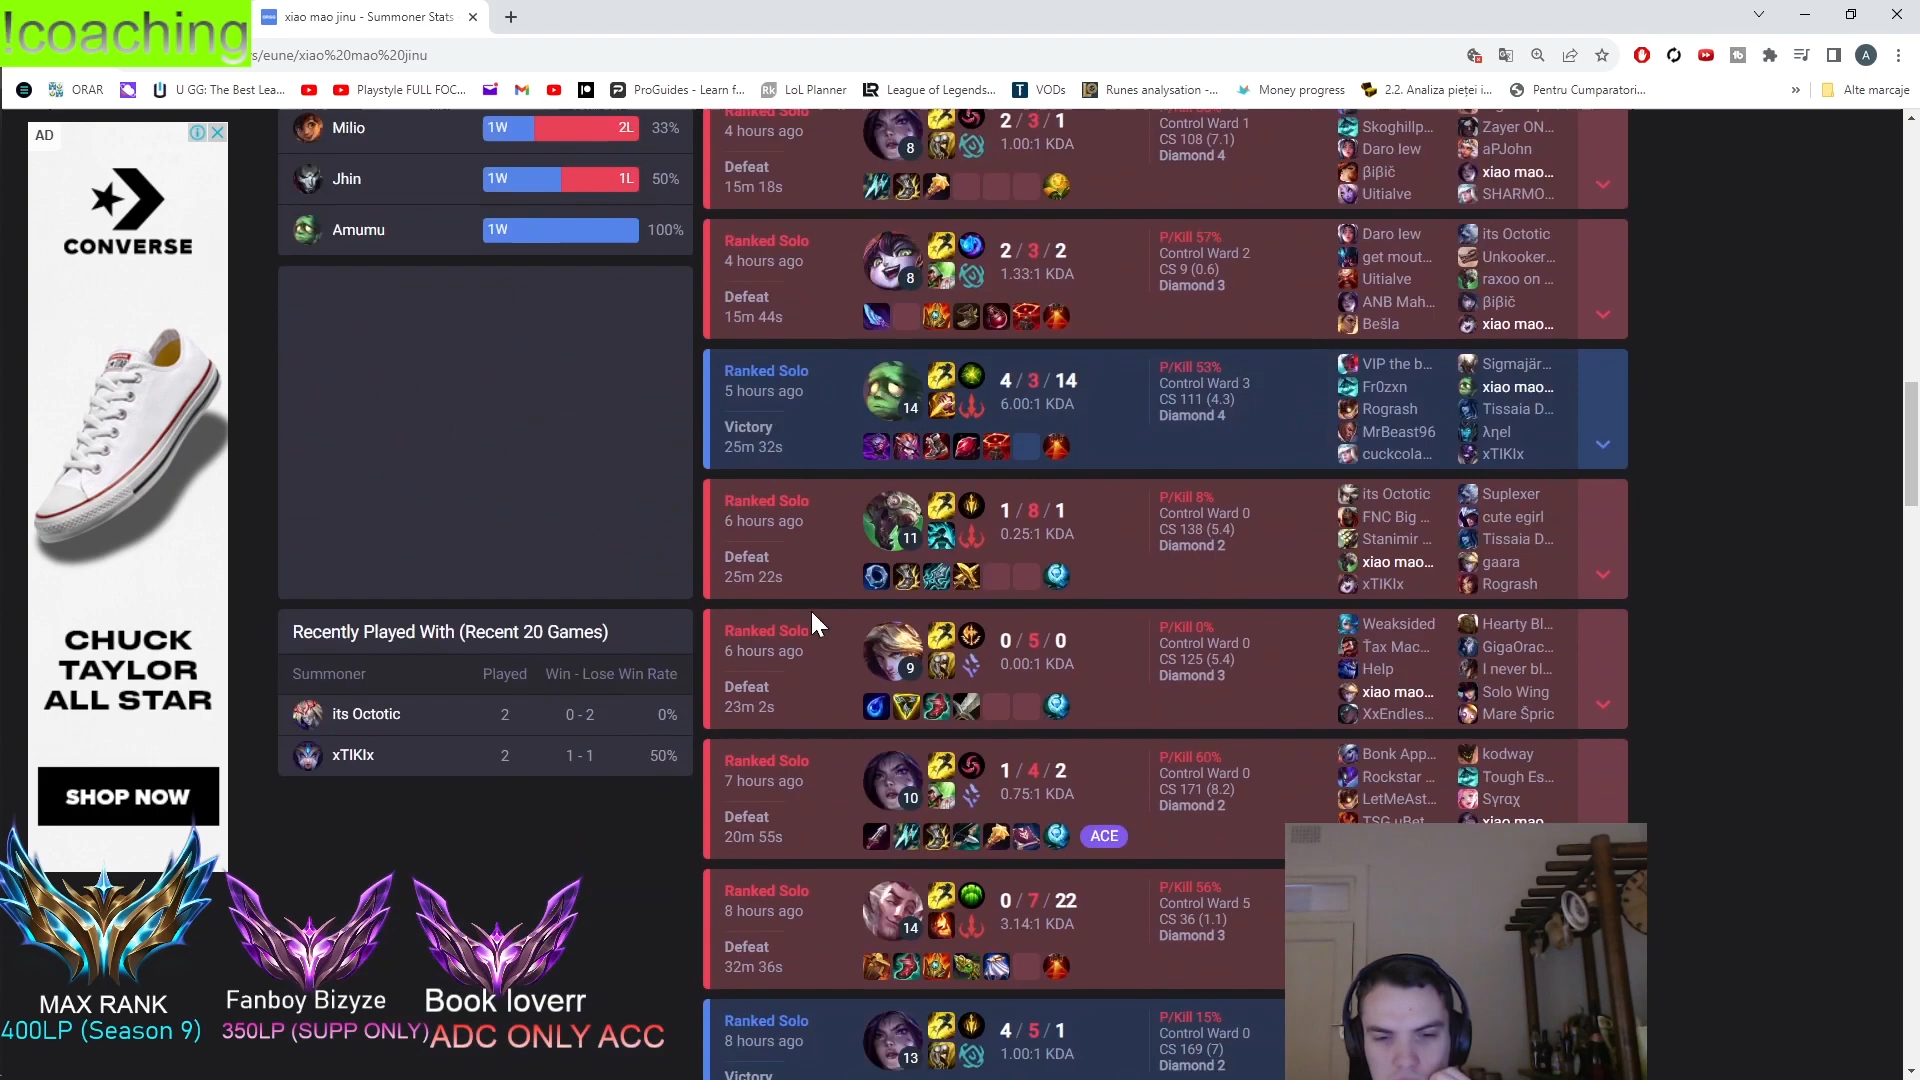 !coaching
xiao mao jinu - Summoner Stats
s/eune/xiao%20mao%20jinu
ORAR
U GG: The Best Lea...
Playstyle FULL FOC...
ProGuides - Learn f...
LoL Planner
League of Legends...
VODs
Runes analysation -...
Money progress
2.2. Analiza pieței i...
Pentru Cumparatori...
Alte marcaje
AD
CONVERSE
CHUCK
TAYLOR
ALL STAR
SHOP NOW
Milio
1W
2L
33%
Jhin
1W
1L
50%
Amumu
1W
100%
Recently Played With (Recent 20 Games)
Summoner Played Win - Lose Win Rate
its Octotic 2 0 - 2 0%
xTIKIx 2 1 - 1 50%
Ranked Solo
4 hours ago
Defeat
15m 18s
8
2 / 3 / 1
1.00:1 KDA
Control Ward 1
CS 108 (7.1)
Diamond 4
Skoghillp...
Daro lew
βiβič
Uitialve
Zayer ON...
aPJohn
xiao mao...
SHARMO...
Ranked Solo
4 hours ago
Defeat
15m 44s
8
2 / 3 / 2
1.33:1 KDA
P/Kill 57%
Control Ward 2
CS 9 (0.6)
Diamond 3
Daro lew
get mout...
Uitialve
ANB Mah...
Bešla
its Octotic
Unkooker...
raxoo on ...
βiβič
xiao mao...
Ranked Solo
5 hours ago
Victory
25m 32s
14
4 / 3 / 14
6.00:1 KDA
P/Kill 53%
Control Ward 3
CS 111 (4.3)
Diamond 4
VIP the b...
Fr0zxn
Rogrash
MrBeast96
cuckcola...
Sigmajär...
xiao mao...
Tissaia D...
ληel
xTIKIx
Ranked Solo
6 hours ago
Defeat
25m 22s
11
1 / 8 / 1
0.25:1 KDA
P/Kill 8%
Control Ward 0
CS 138 (5.4)
Diamond 2
its Octotic
FNC Big ...
Stanimir ...
xiao mao...
xTIKIx
Suplexer
cute egirl
Tissaia D...
gaara
Rogrash
Ranked Solo
6 hours ago
Defeat
23m 2s
9
0 / 5 / 0
0.00:1 KDA
P/Kill 0%
Control Ward 0
CS 125 (5.4)
Diamond 3
Weaksided
Ťax Mac...
Help
xiao mao...
XxEndles...
Hearty Bl...
GigaOrac...
I never bl...
Solo Wing
Mare Špric
Ranked Solo
7 hours ago
Defeat
20m 55s
10
1 / 4 / 2
0.75:1 KDA
ACE
P/Kill 60%
Control Ward 0
CS 171 (8.2)
Diamond 2
Bonk App...
Rockstar ...
LetMeAst...
kodway
Tough Es...
Syrαχ
xiao mao
Ranked Solo
8 hours ago
Defeat
32m 36s
14
0 / 7 / 22
3.14:1 KDA
P/Kill 56%
Control Ward 5
CS 36 (1.1)
Diamond 3
Ranked Solo
8 hours ago
Victory
13
4 / 5 / 1
1.00:1 KDA
P/Kill 15%
Control Ward 0
CS 169 (7)
Diamond 2
MAX RANK
400LP (Season 9)
Fanboy Bizyze
350LP (SUPP ONLY)
Book loverr
ADC ONLY ACC